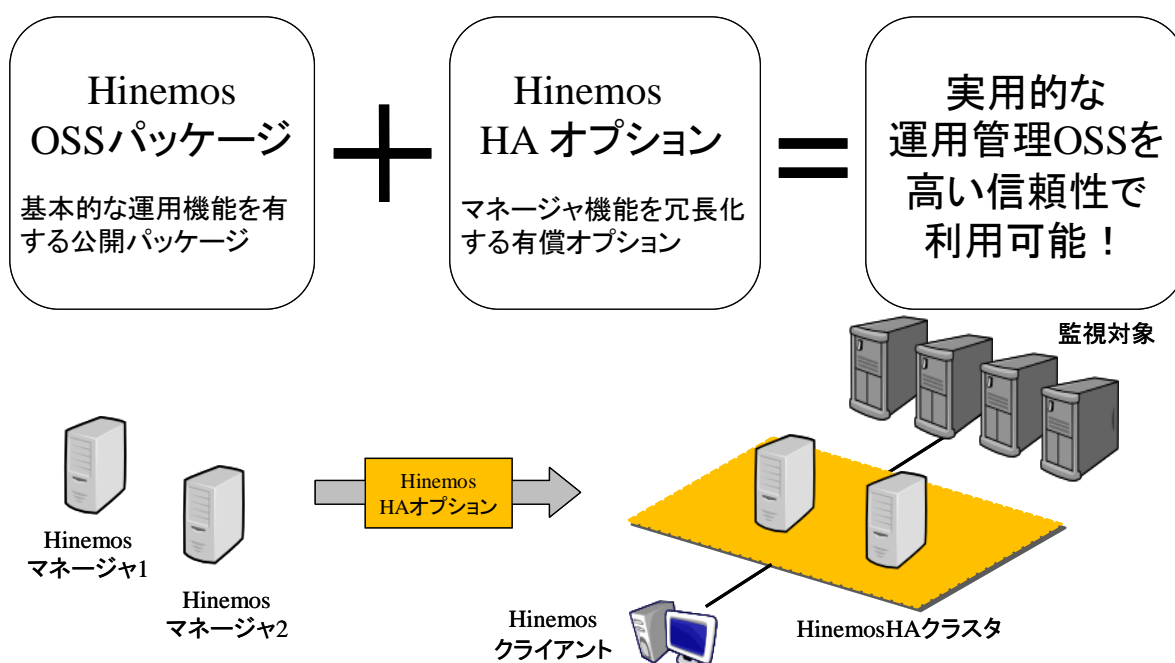 Hinemos
OSSパッケージ
基本的な運用機能を有
する公開パッケージ
+
Hinemos
HA オプション
マネージャ機能を冗長化
する有償オプション
=
実用的な
運用管理OSSを
高い信頼性で
利用可能！
監視対象
Hinemos
マネージャ1
Hinemos
マネージャ2
Hinemos
HAオプション
Hinemos
クライアント
HinemosHAクラスタ